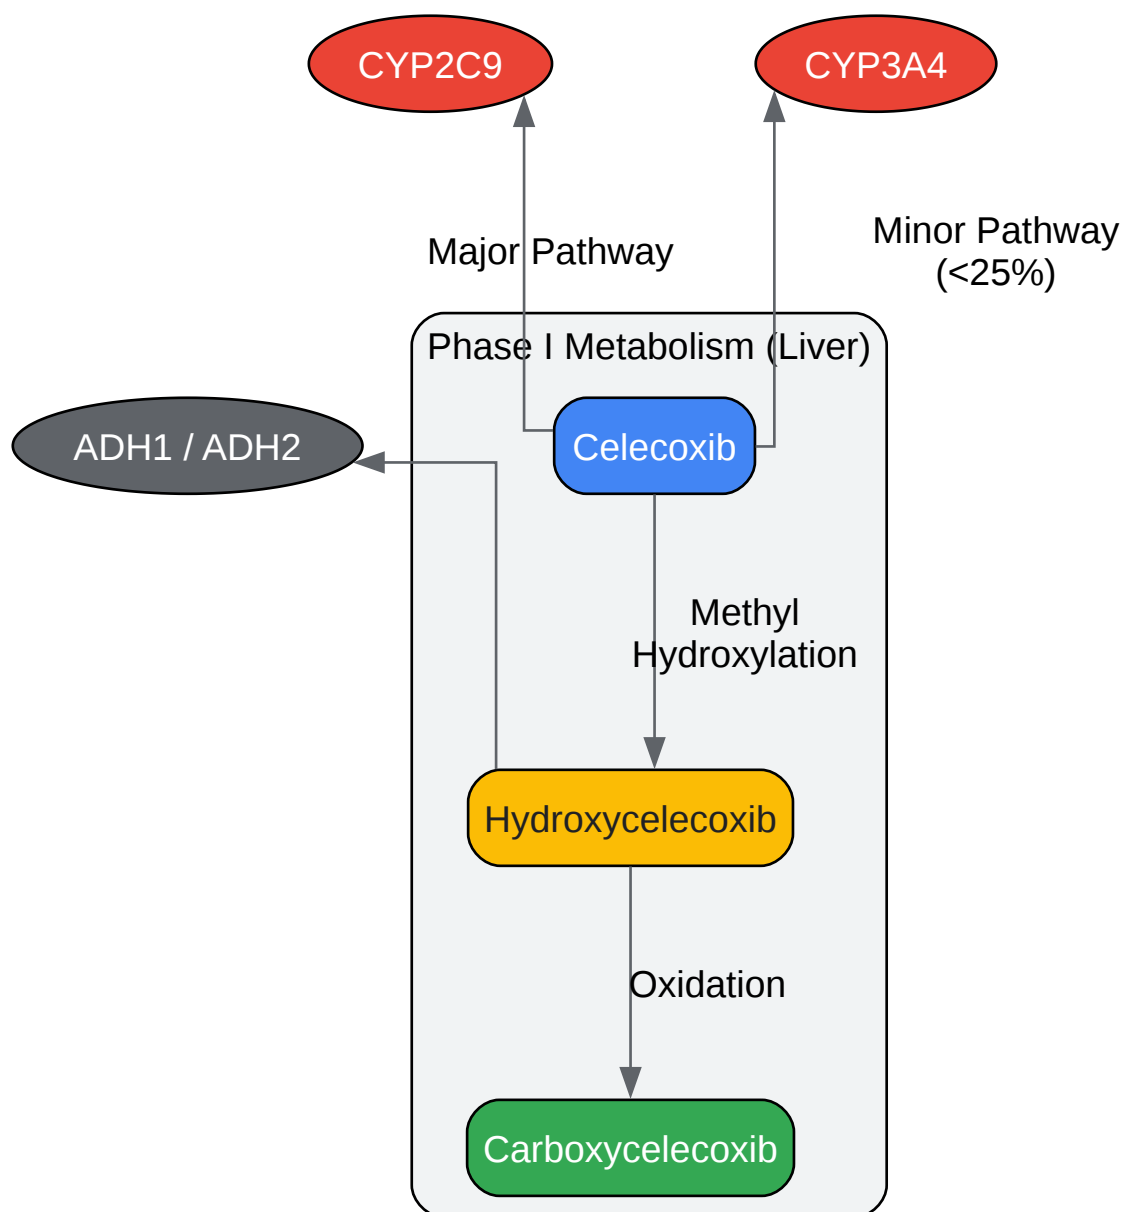 CYP2C9
CYP3A4
Major Pathway
Minor Pathway
(<25%)
Phase I Metabolism (Liver)
ADH1 / ADH2
Celecoxib
Methyl
Hydroxylation
Hydroxycelecoxib
Oxidation
Carboxycelecoxib